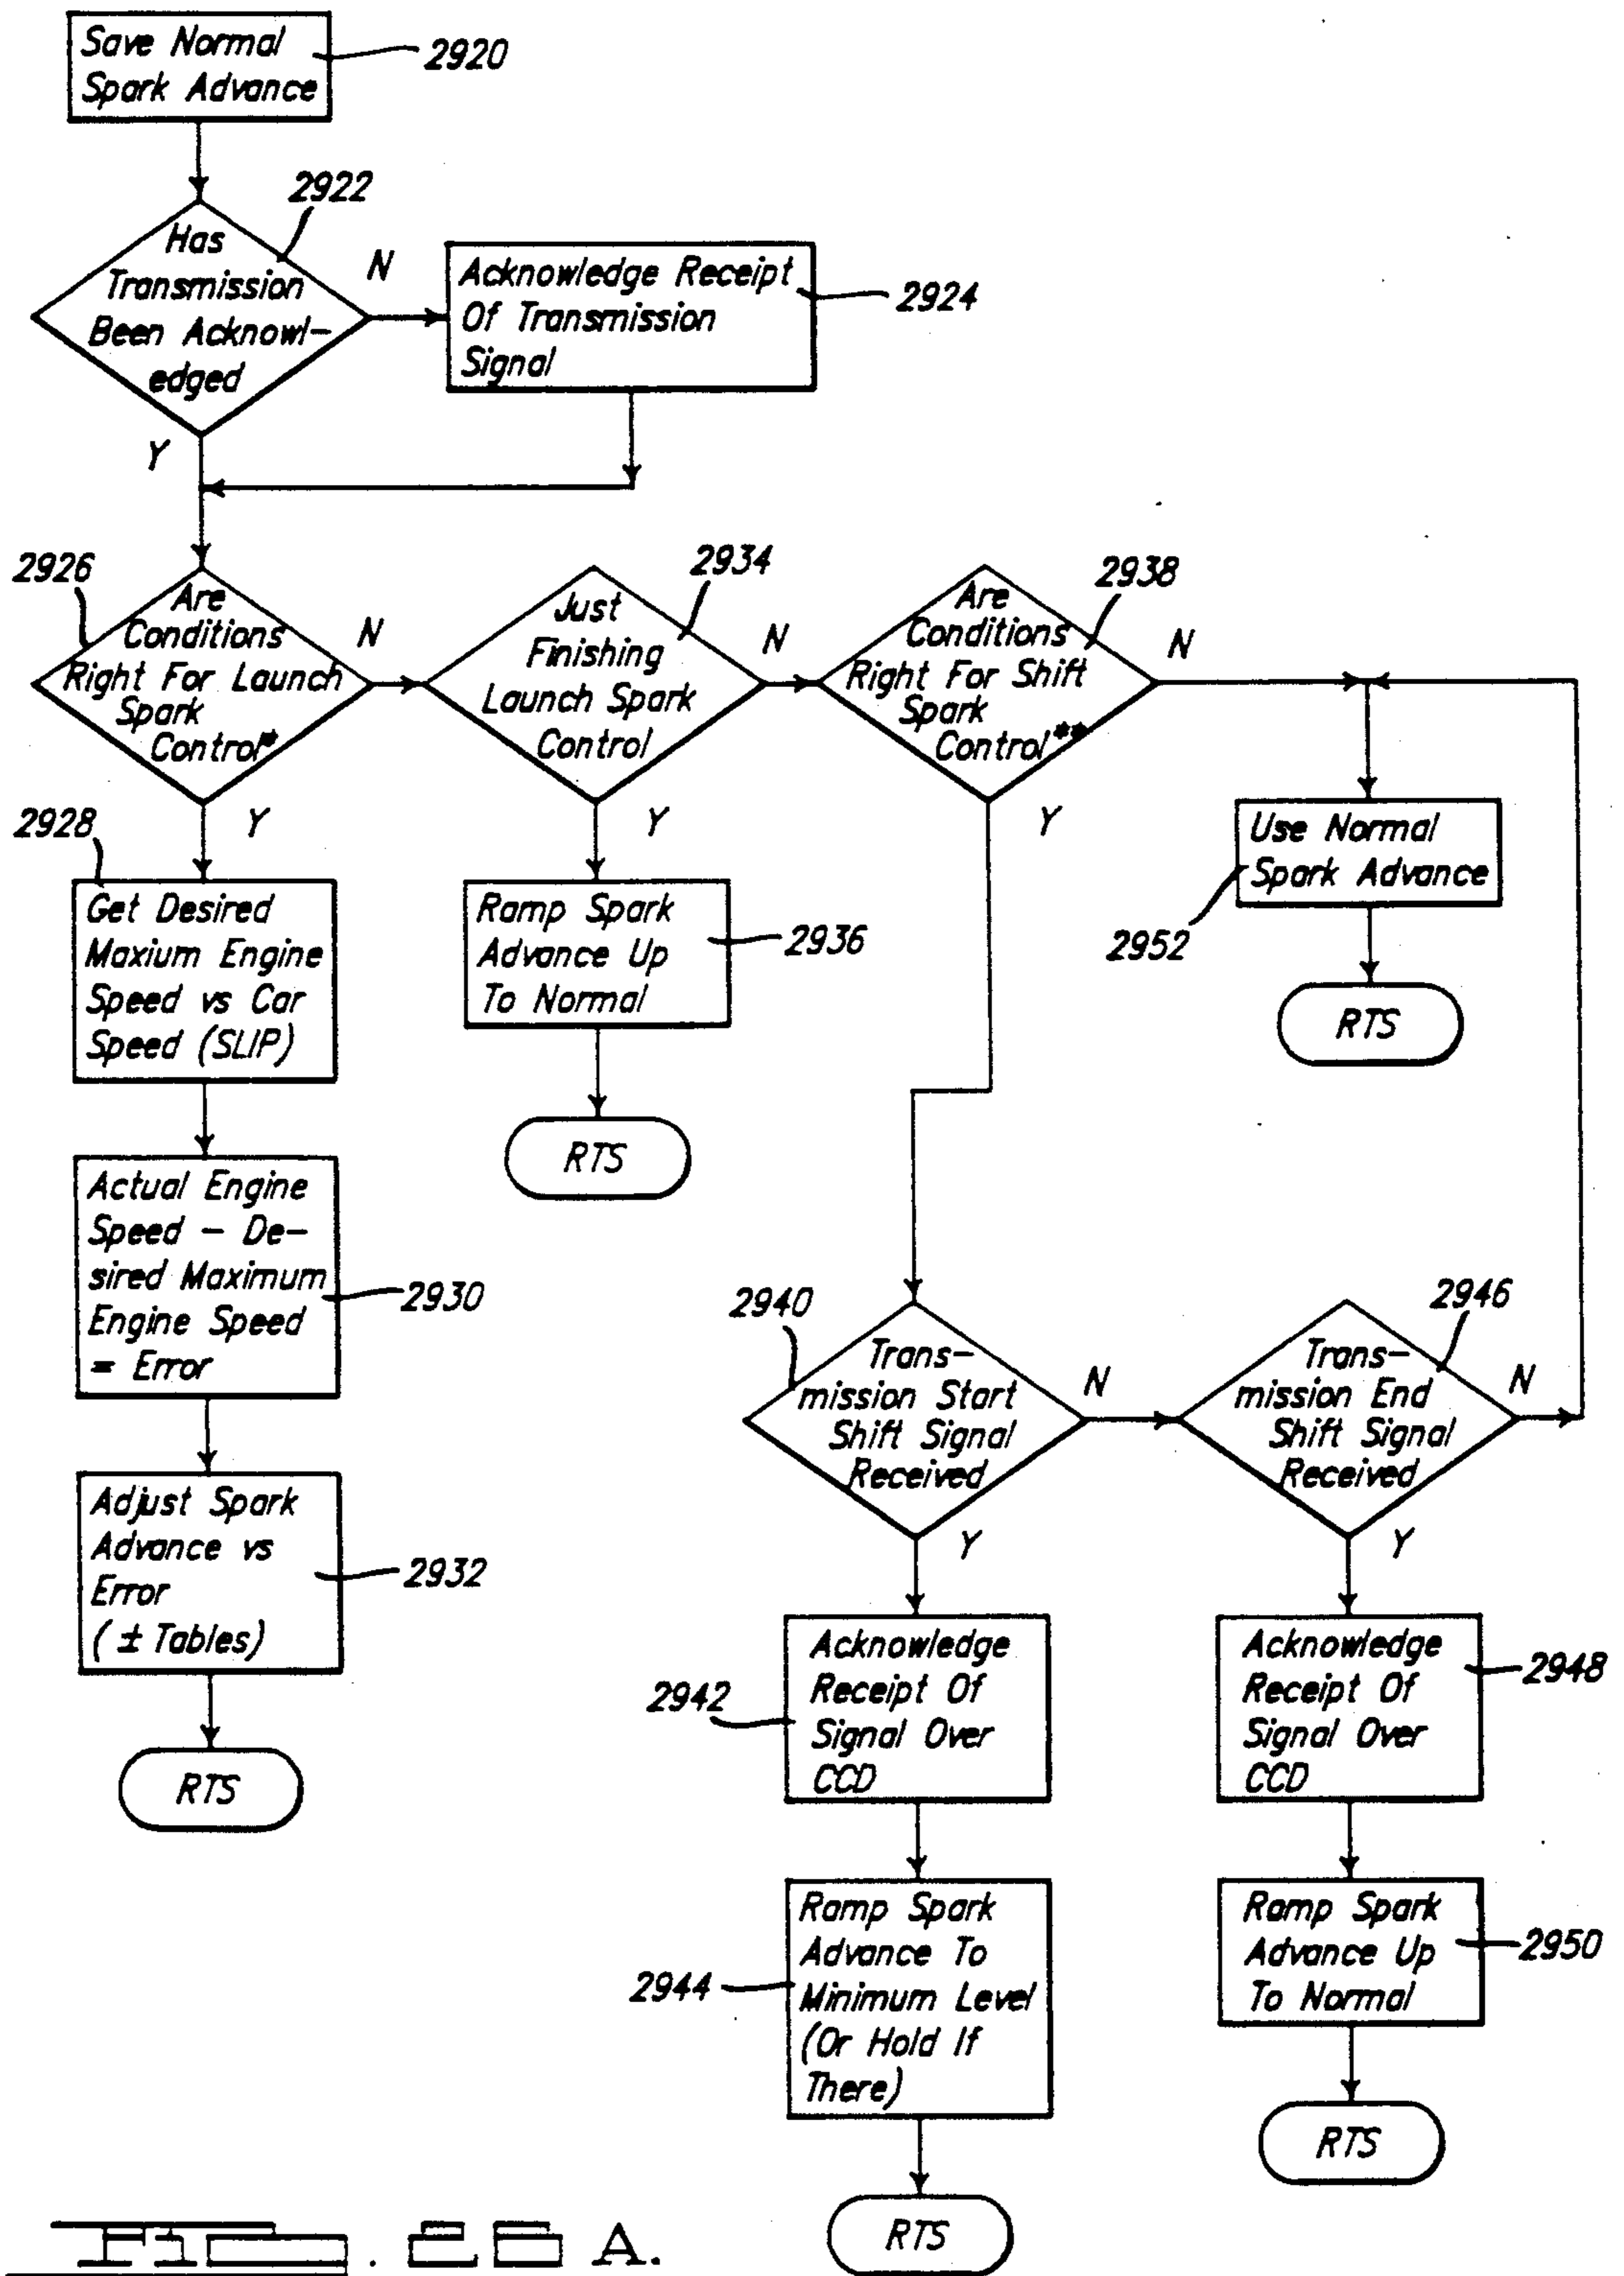 Save Normal
Spark Advance
2920
2922
Has
Transmission
Been Acknowl-
edged
N
Y
Acknowledge Receipt
Of Transmission
Signal
2924
2926
Are
Conditions
Right For Launch
Spark
Control*
N
Y
2934
Just
Finishing
Launch Spark
Control
N
Y
2938
Are
Conditions
Right For Shift
Spark
Control**
N
Y
2928
Get Desired
Maxium Engine
Speed vs Car
Speed (SLIP)
Ramp Spark
Advance Up
To Normal
2936
RTS
Use Normal
Spark Advance
2952
RTS
Actual Engine
Speed - De-
sired Maximum
Engine Speed
= Error
2930
Adjust Spark
Advance vs
Error
(± Tables)
2932
RTS
2940
Trans-
mission Start
Shift Signal
Received
N
Y
2946
Trans-
mission End
Shift Signal
Received
N
Y
2942
Acknowledge
Receipt Of
Signal Over
CCD
Acknowledge
Receipt Of
Signal Over
CCD
2948
2944
Ramp Spark
Advance To
Minimum Level
(Or Hold If
There)
RTS
Ramp Spark
Advance Up
To Normal
2950
RTS
A.